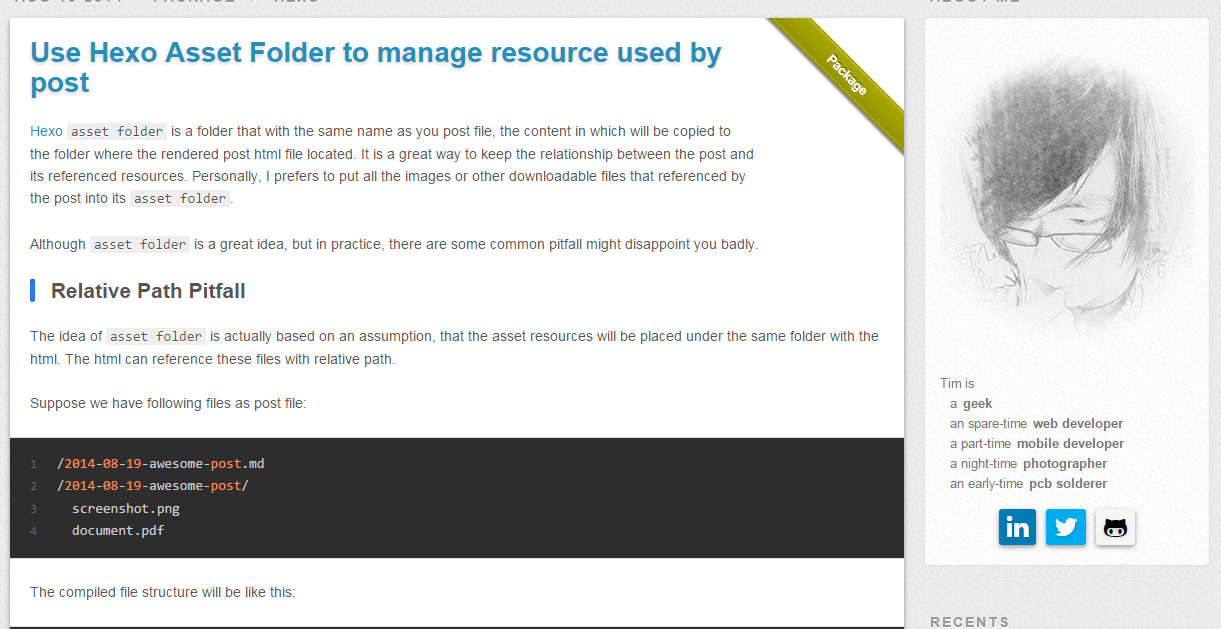 Use Hexo Asset Folder to manage resource used by
post
Package
Hexo asset folder is a folder that with the same name as you post file, the content in which will be copied to
the folder where the rendered post html file located. It is a great way to keep the relationship between the post and
its referenced resources. Personally, I prefers to put all the images or other downloadable files that referenced by
the post into its asset folder.
Although asset folder is a great idea, but in practice, there are some common pitfall might disappoint you badly.
Relative Path Pitfall
The idea of asset folder is actually based on an assumption, that the asset resources will be placed under the same folder with the
html. The html can reference these files with relative path.
Suppose we have following files as post file:
1 /2014-08-19-awesome-post.md
2 /2014-08-19-awesome-post/
3 screenshot.png
4 document.pdf
The compiled file structure will be like this:
ABOUT ME
Tim is
a geek
an spare-time web developer
a part-time mobile developer
a night-time photographer
an early-time pcb solderer
in
RECENTS